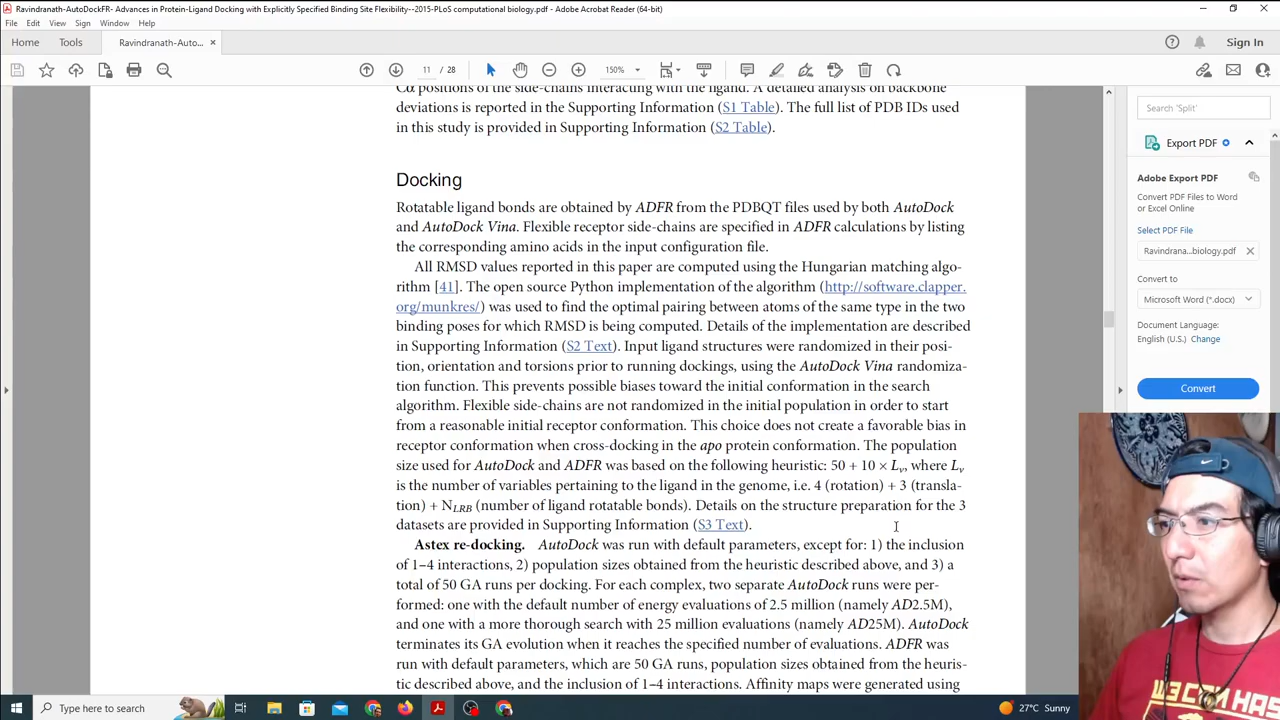 Ravindranath-AutoDockFR- Advances in Protein-Ligand Docking with Explicitly Specified Binding Site Flexibility--2015-PLoS computational biology.pdf - Adobe Acrobat Reader (64-bit)
File Edit View Sign Window Help
Home Tools Ravindranath-Auto... Sign In
11 / 28 150%
Cα positions of the side-chains interacting with the ligand. A detailed analysis on backbone
deviations is reported in the Supporting Information (S1 Table). The full list of PDB IDs used
in this study is provided in Supporting Information (S2 Table).
Docking
Rotatable ligand bonds are obtained by ADFR from the PDBQT files used by both AutoDock
and AutoDock Vina. Flexible receptor side-chains are specified in ADFR calculations by listing
the corresponding amino acids in the input configuration file.
All RMSD values reported in this paper are computed using the Hungarian matching algo-
rithm [41]. The open source Python implementation of the algorithm (http://software.clapper.
org/munkres/) was used to find the optimal pairing between atoms of the same type in the two
binding poses for which RMSD is being computed. Details of the implementation are described
in Supporting Information (S2 Text). Input ligand structures were randomized in their posi-
tion, orientation and torsions prior to running dockings, using the AutoDock Vina randomiza-
tion function. This prevents possible biases toward the initial conformation in the search
algorithm. Flexible side-chains are not randomized in the initial population in order to start
from a reasonable initial receptor conformation. This choice does not create a favorable bias in
receptor conformation when cross-docking in the apo protein conformation. The population
size used for AutoDock and ADFR was based on the following heuristic: 50 + 10 × Lv, where Lv
is the number of variables pertaining to the ligand in the genome, i.e. 4 (rotation) + 3 (transla-
tion) + NLRB (number of ligand rotatable bonds). Details on the structure preparation for the 3
datasets are provided in Supporting Information (S3 Text).
Astex re-docking. AutoDock was run with default parameters, except for: 1) the inclusion
of 1–4 interactions, 2) population sizes obtained from the heuristic described above, and 3) a
total of 50 GA runs per docking. For each complex, two separate AutoDock runs were per-
formed: one with the default number of energy evaluations of 2.5 million (namely AD2.5M),
and one with a more thorough search with 25 million evaluations (namely AD25M). AutoDock
terminates its GA evolution when it reaches the specified number of evaluations. ADFR was
run with default parameters, which are 50 GA runs, population sizes obtained from the heuris-
tic described above, and the inclusion of 1–4 interactions. Affinity maps were generated using
Search 'Split'
Export PDF
Adobe Export PDF
Convert PDF Files to Word
or Excel Online
Select PDF File
Ravindrana...biology.pdf
Convert to
Microsoft Word (*.docx)
Document Language:
English (U.S.) Change
Convert
Type here to search
27°C Sunny